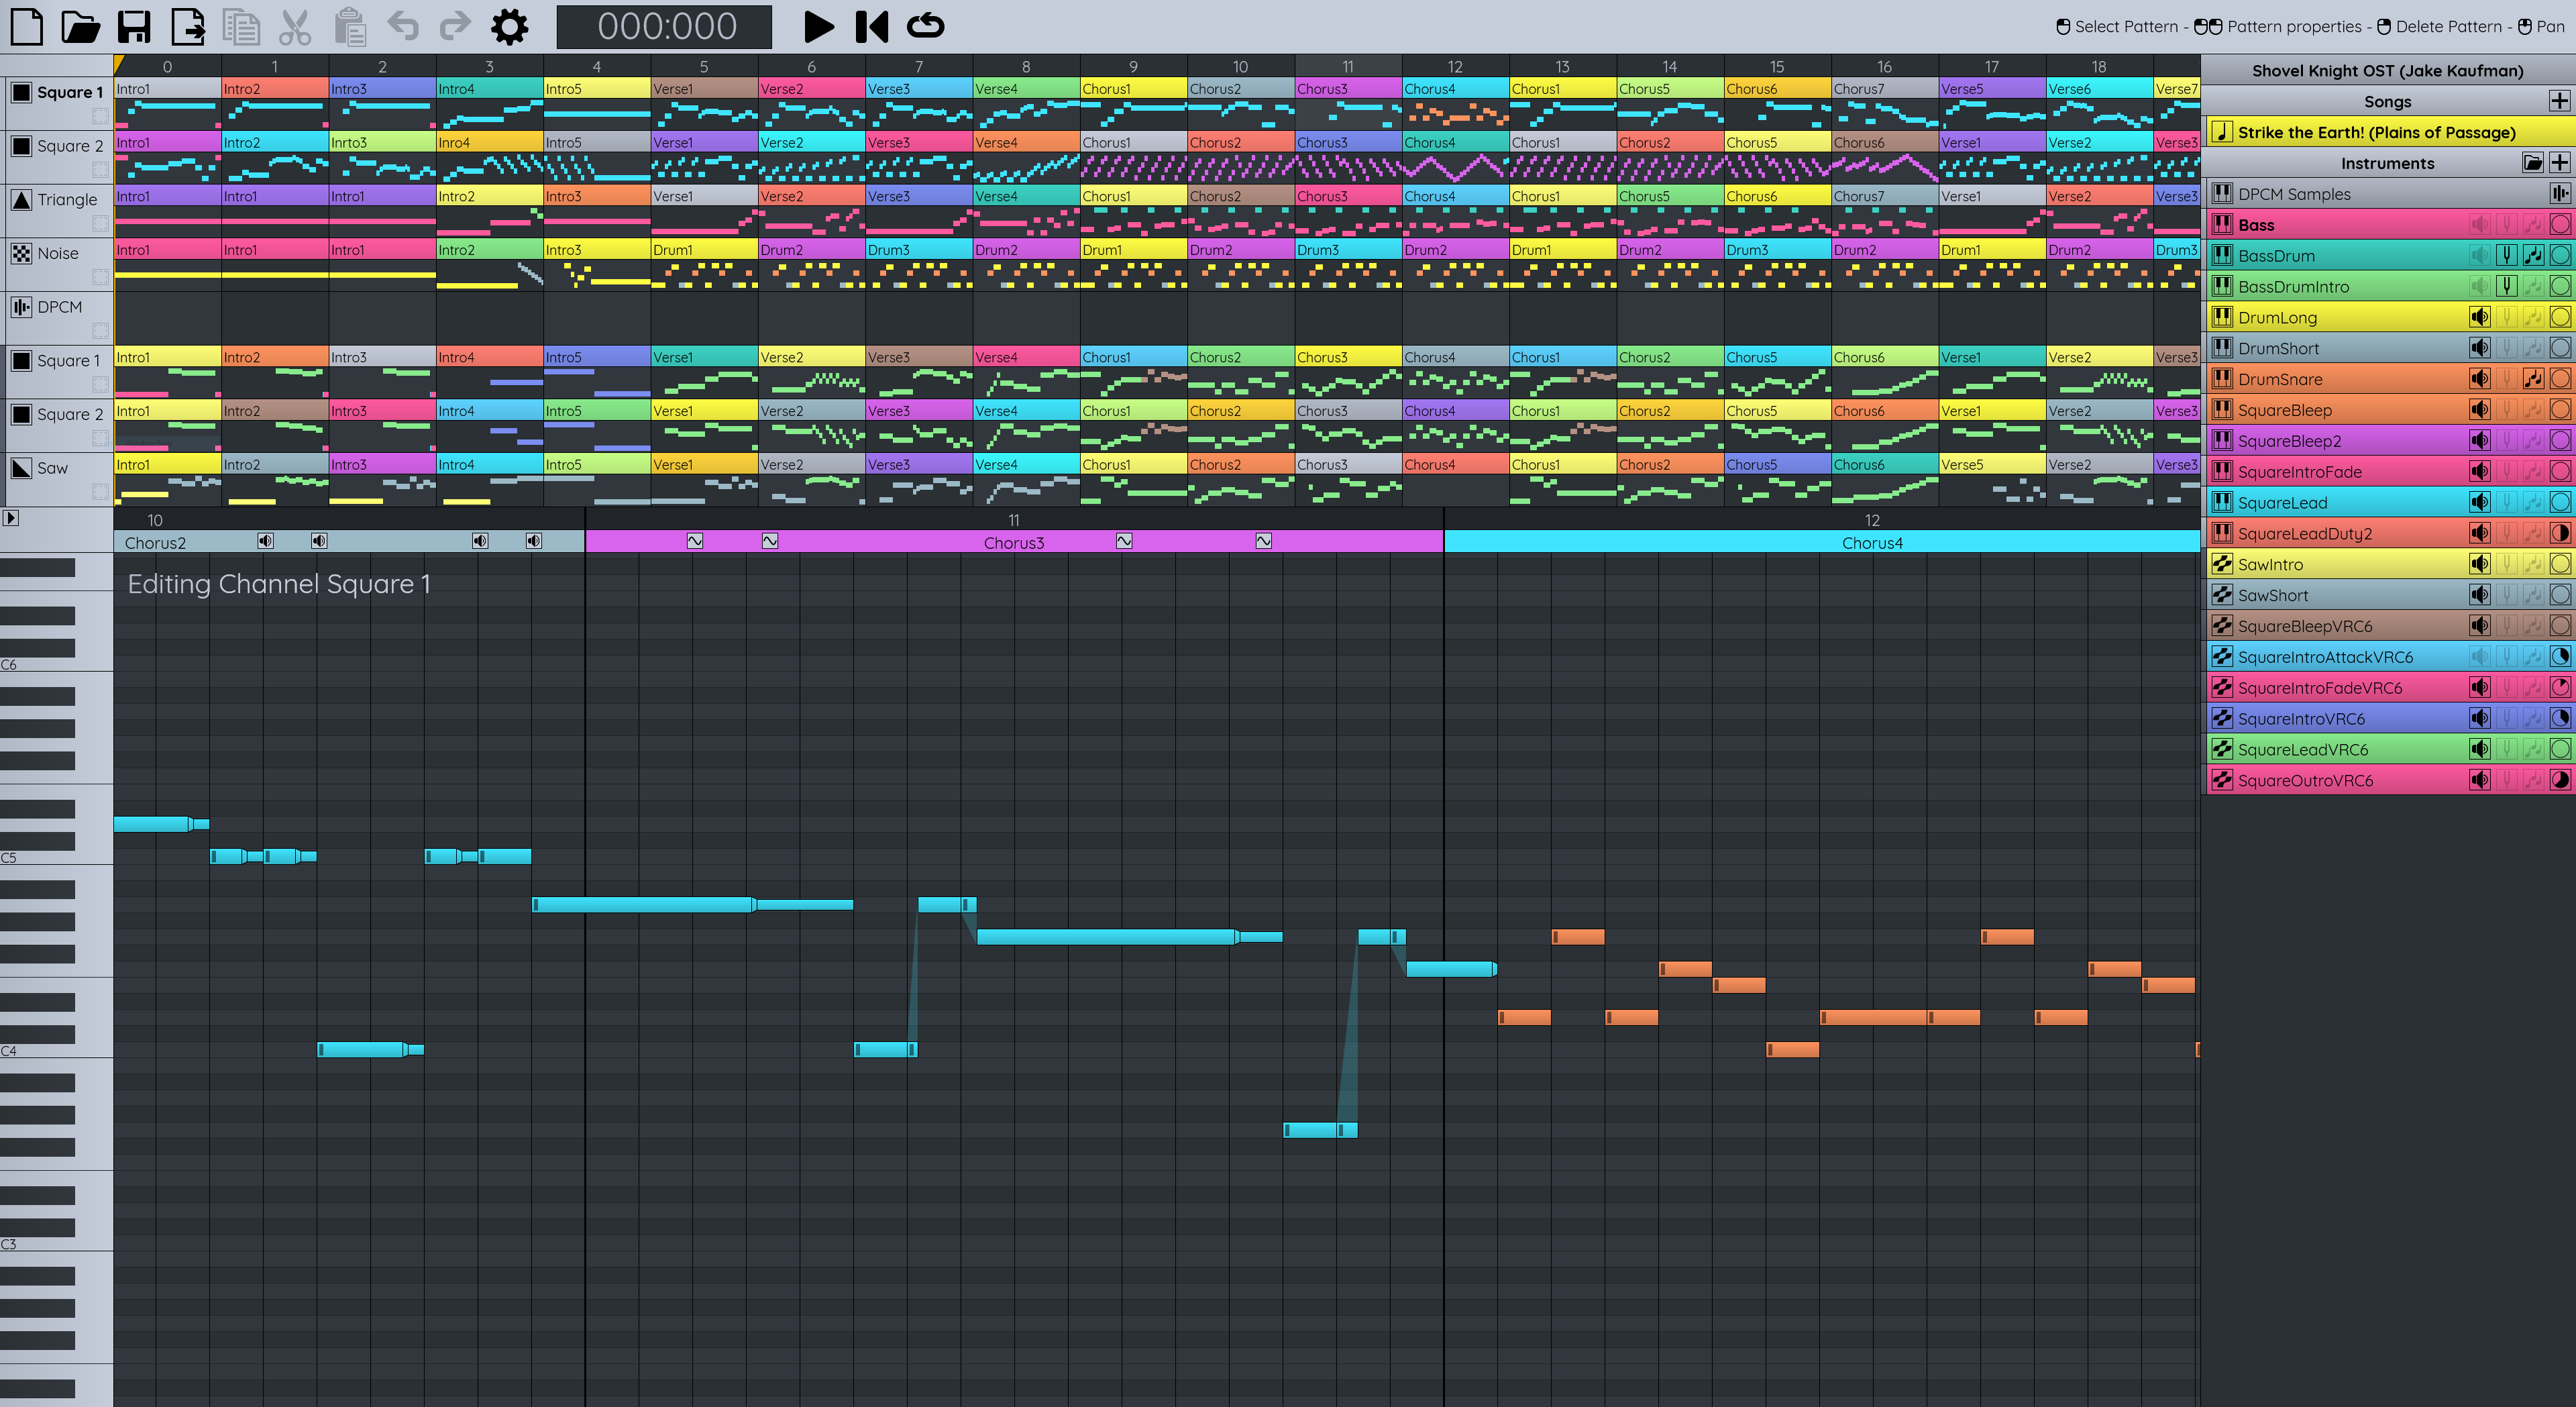 000:000
Select Pattern - Pattern properties - Delete Pattern - Pan
0 1 2 3 4 5 6 7 8 9 10 11 12 13 14 15 16 17 18
Square 1
Intro1 Intro2 Intro3 Intro4 Intro5 Verse1 Verse2 Verse3 Verse4 Chorus1 Chorus2 Chorus3 Chorus4 Chorus1 Chorus5 Chorus6 Chorus7 Verse5 Verse6 Verse7
Square 2
Intro1 Intro2 Inrto3 Inro4 Intro5 Verse1 Verse2 Verse3 Verse4 Chorus1 Chorus2 Chorus3 Chorus4 Chorus1 Chorus2 Chorus5 Chorus6 Verse1 Verse2 Verse3
Triangle
Intro1 Intro1 Intro1 Intro2 Intro3 Verse1 Verse2 Verse3 Verse4 Chorus1 Chorus2 Chorus3 Chorus4 Chorus1 Chorus5 Chorus6 Chorus7 Verse1 Verse2 Verse3
Noise
Intro1 Intro1 Intro1 Intro2 Intro3 Drum1 Drum2 Drum3 Drum2 Drum1 Drum2 Drum3 Drum2 Drum1 Drum2 Drum3 Drum2 Drum1 Drum2 Drum3
DPCM
Square 1
Intro1 Intro2 Intro3 Intro4 Intro5 Verse1 Verse2 Verse3 Verse4 Chorus1 Chorus2 Chorus3 Chorus4 Chorus1 Chorus2 Chorus5 Chorus6 Verse1 Verse2 Verse3
Square 2
Intro1 Intro2 Intro3 Intro4 Intro5 Verse1 Verse2 Verse3 Verse4 Chorus1 Chorus2 Chorus3 Chorus4 Chorus1 Chorus2 Chorus5 Chorus6 Verse1 Verse2 Verse3
Saw
Intro1 Intro2 Intro3 Intro4 Intro5 Verse1 Verse2 Verse3 Verse4 Chorus1 Chorus2 Chorus3 Chorus4 Chorus1 Chorus2 Chorus5 Chorus6 Verse5 Verse2 Verse3
10 11 12
Chorus2 Chorus3 Chorus4
Editing Channel Square 1
C6
C5
C4
C3
Shovel Knight OST (Jake Kaufman)
Songs
Strike the Earth! (Plains of Passage)
Instruments
DPCM Samples
Bass
BassDrum
BassDrumIntro
DrumLong
DrumShort
DrumSnare
SquareBleep
SquareBleep2
SquareIntroFade
SquareLead
SquareLeadDuty2
SawIntro
SawShort
SquareBleepVRC6
SquareIntroAttackVRC6
SquareIntroFadeVRC6
SquareIntroVRC6
SquareLeadVRC6
SquareOutroVRC6